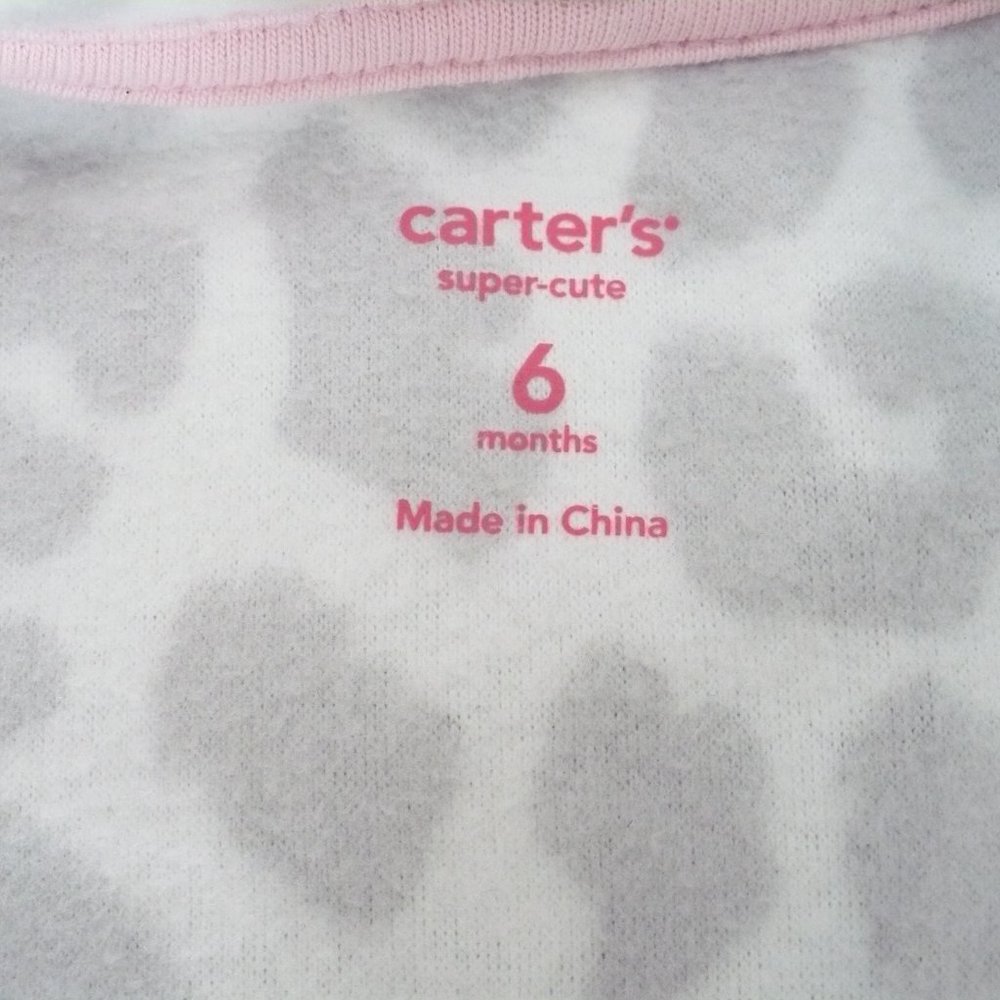 carter's
super-cute
6
months
Made in China